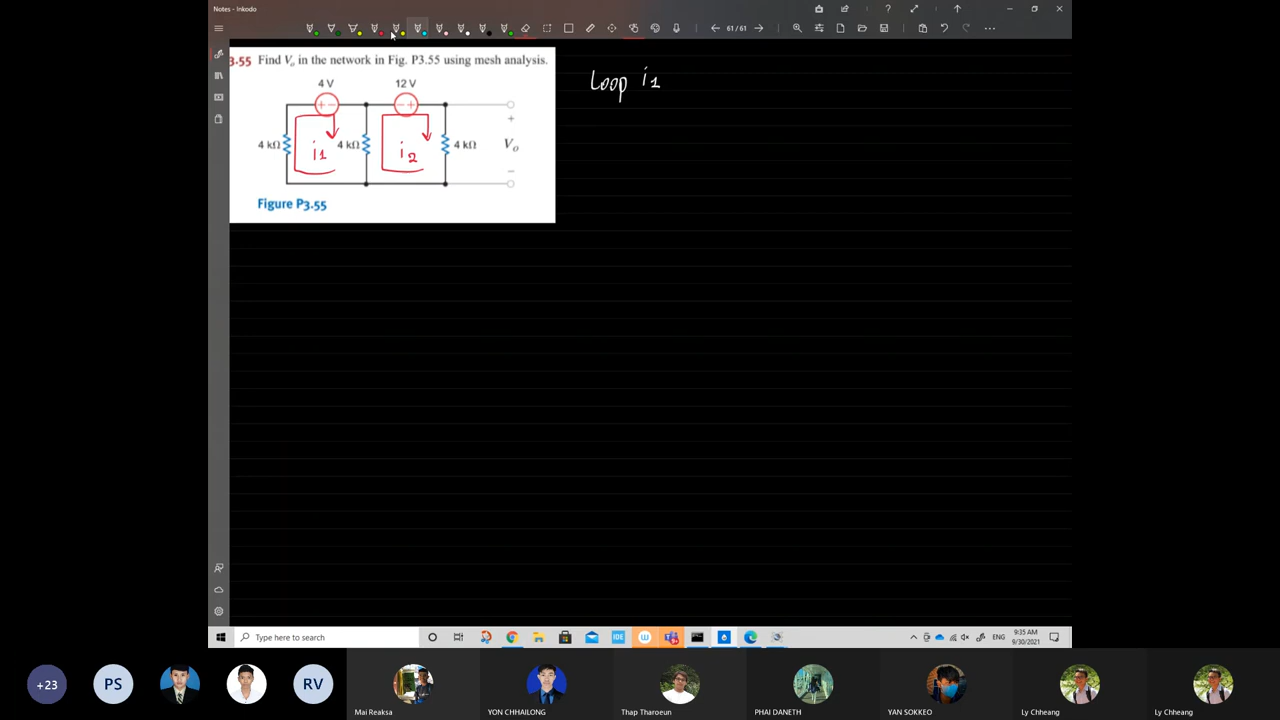 Notes - Inkodo
61/61
3.55 Find Vo in the network in Fig. P3.55 using mesh analysis.
Loop i1
4 V
12 V
+ -
- +
+
4 kΩ
i1
4 kΩ
i2
4 kΩ
Vo
-
Figure P3.55
Type here to search
IDE
ENG
9:35 AM
9/30/2021
+23
PS
RV
Mai Reaksa
YON CHHAILONG
Thap Tharoeun
PHAI DANETH
YAN SOKKEO
Ly Chheang
Ly Chheang